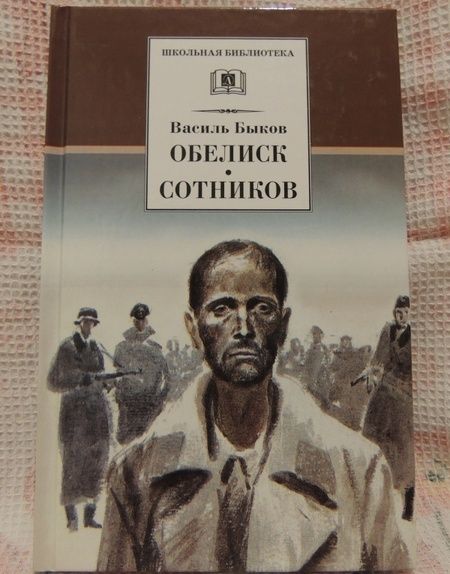 ШКОЛЬНАЯ БИБЛИОТЕКА
Василь Быков
ОБЕЛИСК
•
СОТНИКОВ